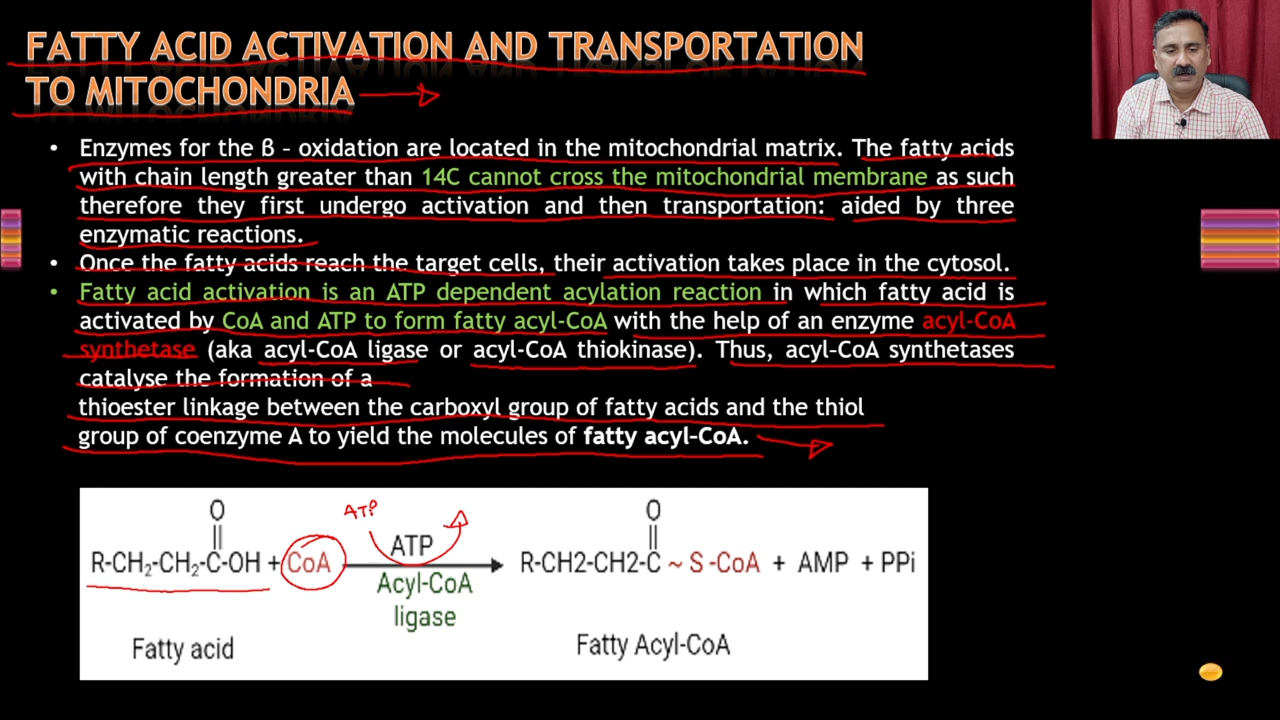 FATTY ACID ACTIVATION AND TRANSPORTATION
TO MITOCHONDRIA
• Enzymes for the β – oxidation are located in the mitochondrial matrix. The fatty acids
with chain length greater than 14C cannot cross the mitochondrial membrane as such
therefore they first undergo activation and then transportation: aided by three
enzymatic reactions.
• Once the fatty acids reach the target cells, their activation takes place in the cytosol.
• Fatty acid activation is an ATP dependent acylation reaction in which fatty acid is
activated by CoA and ATP to form fatty acyl-CoA with the help of an enzyme acyl-CoA
synthetase (aka acyl-CoA ligase or acyl-CoA thiokinase). Thus, acyl–CoA synthetases
catalyse the formation of a
thioester linkage between the carboxyl group of fatty acids and the thiol
group of coenzyme A to yield the molecules of fatty acyl–CoA.
O
ATP
O
R-CH₂-CH₂-C-OH + CoA
ATP
R-CH2-CH2-C ~ S -CoA + AMP + PPi
Acyl-CoA
ligase
Fatty acid
Fatty Acyl-CoA